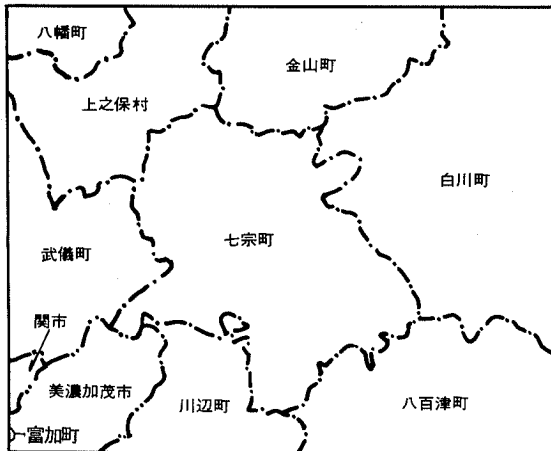 八幡町
金山町
上之保村
白川町
七宗町
武儀町
関市
美濃加茂市
川辺町
八百津町
富加町